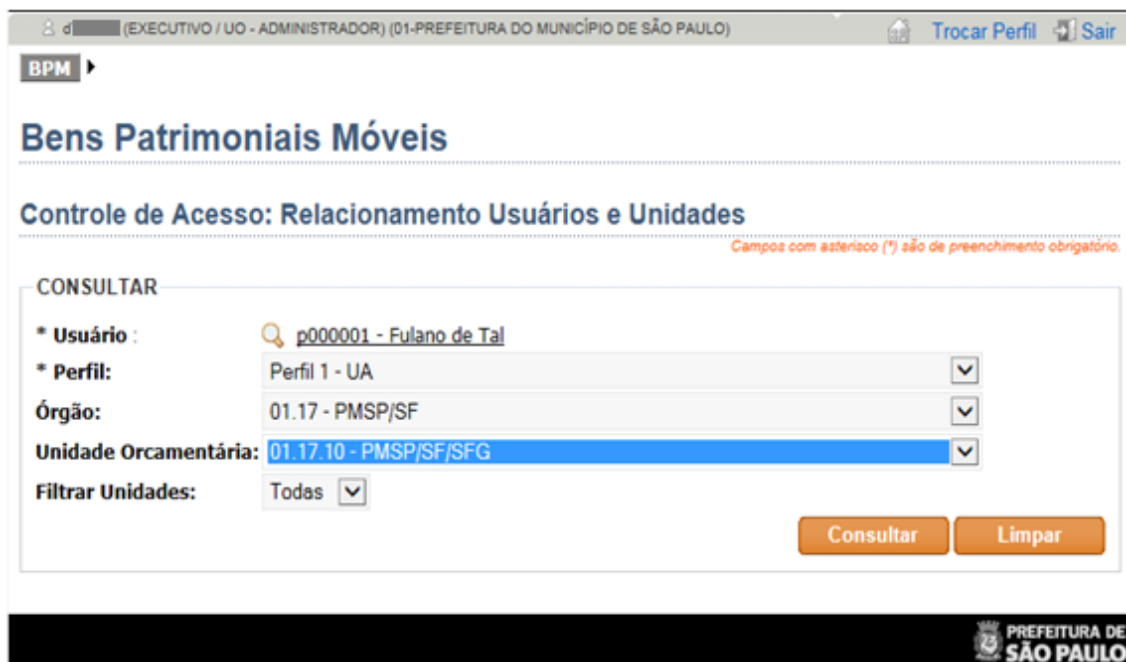 d (EXECUTIVO / UO - ADMINISTRADOR) (01-PREFEITURA DO MUNICÍPIO DE SÃO PAULO) Trocar Perfil Sair
BPM
Bens Patrimoniais Móveis
Controle de Acesso: Relacionamento Usuários e Unidades
Campos com asterisco (*) são de preenchimento obrigatório.
CONSULTAR
* Usuário : p000001 - Fulano de Tal
* Perfil: Perfil 1 - UA
Órgão: 01.17 - PMSP/SF
Unidade Orcamentária: 01.17.10 - PMSP/SF/SFG
Filtrar Unidades: Todas
Consultar Limpar
PREFEITURA DE
SÃO PAULO